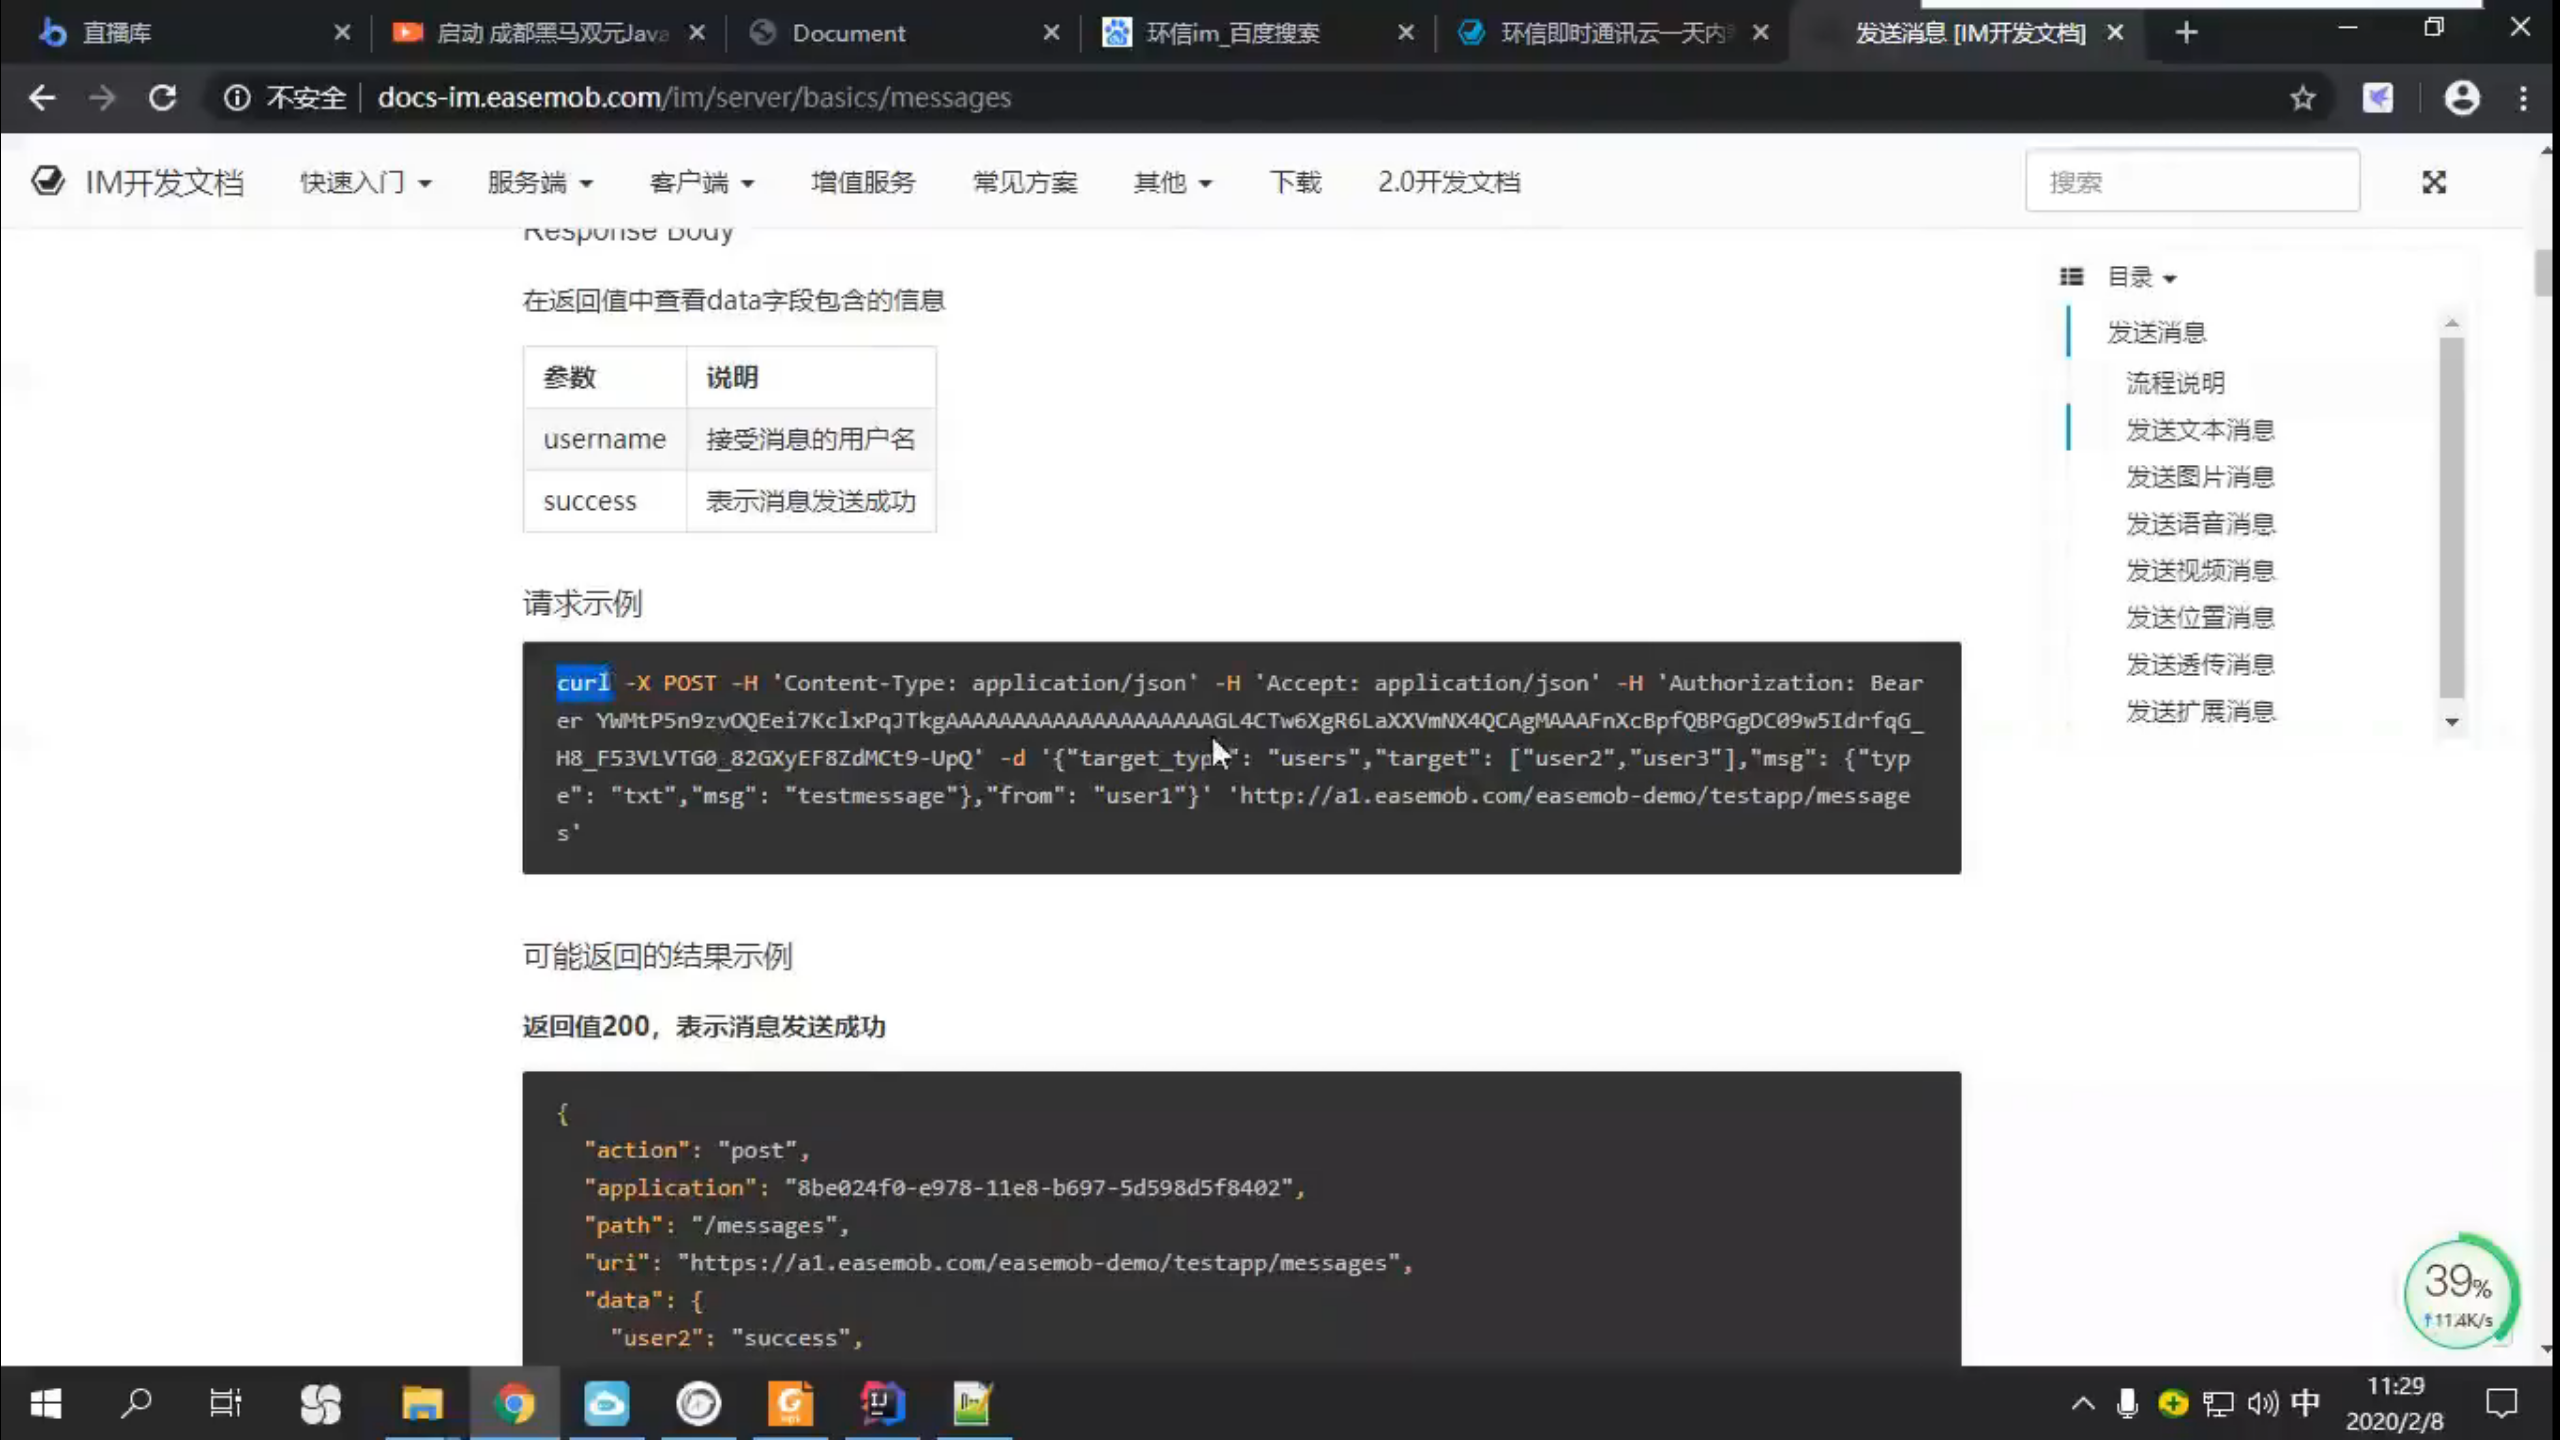 直播库
启动 成都黑马双元Java
Document
环信im_百度搜索
环信即时通讯云—天内
发送消息 [IM开发文档]
不安全
docs-im.easemob.com/im/server/basics/messages
IM开发文档
快速入门
服务端
客户端
增值服务
常见方案
其他
下载
2.0开发文档
搜索
Response Body
在返回值中查看data字段包含的信息
参数 说明
username 接受消息的用户名
success 表示消息发送成功
请求示例
curl -X POST -H 'Content-Type: application/json' -H 'Accept: application/json' -H 'Authorization: Bear
er YWMtP5n9zvOQEei7KclxPqJTkgAAAAAAAAAAAAAAAAAAAAGL4CTw6XgR6LaXXVmNX4QCAgMAAAFnXcBpfQBPGgDC09w5IdrfqG_
H8_F53VLVTG0_82GXyEF8ZdMCt9-UpQ' -d '{"target_type": "users","target": ["user2","user3"],"msg": {"typ
e": "txt","msg": "testmessage"},"from": "user1"}' 'http://a1.easemob.com/easemob-demo/testapp/message
s'
可能返回的结果示例
返回值200，表示消息发送成功
{
"action": "post",
"application": "8be024f0-e978-11e8-b697-5d598d5f8402",
"path": "/messages",
"uri": "https://a1.easemob.com/easemob-demo/testapp/messages",
"data": {
"user2": "success",
目录
发送消息
流程说明
发送文本消息
发送图片消息
发送语音消息
发送视频消息
发送位置消息
发送透传消息
发送扩展消息
39%
11.4K/s
中
11:29
2020/2/8